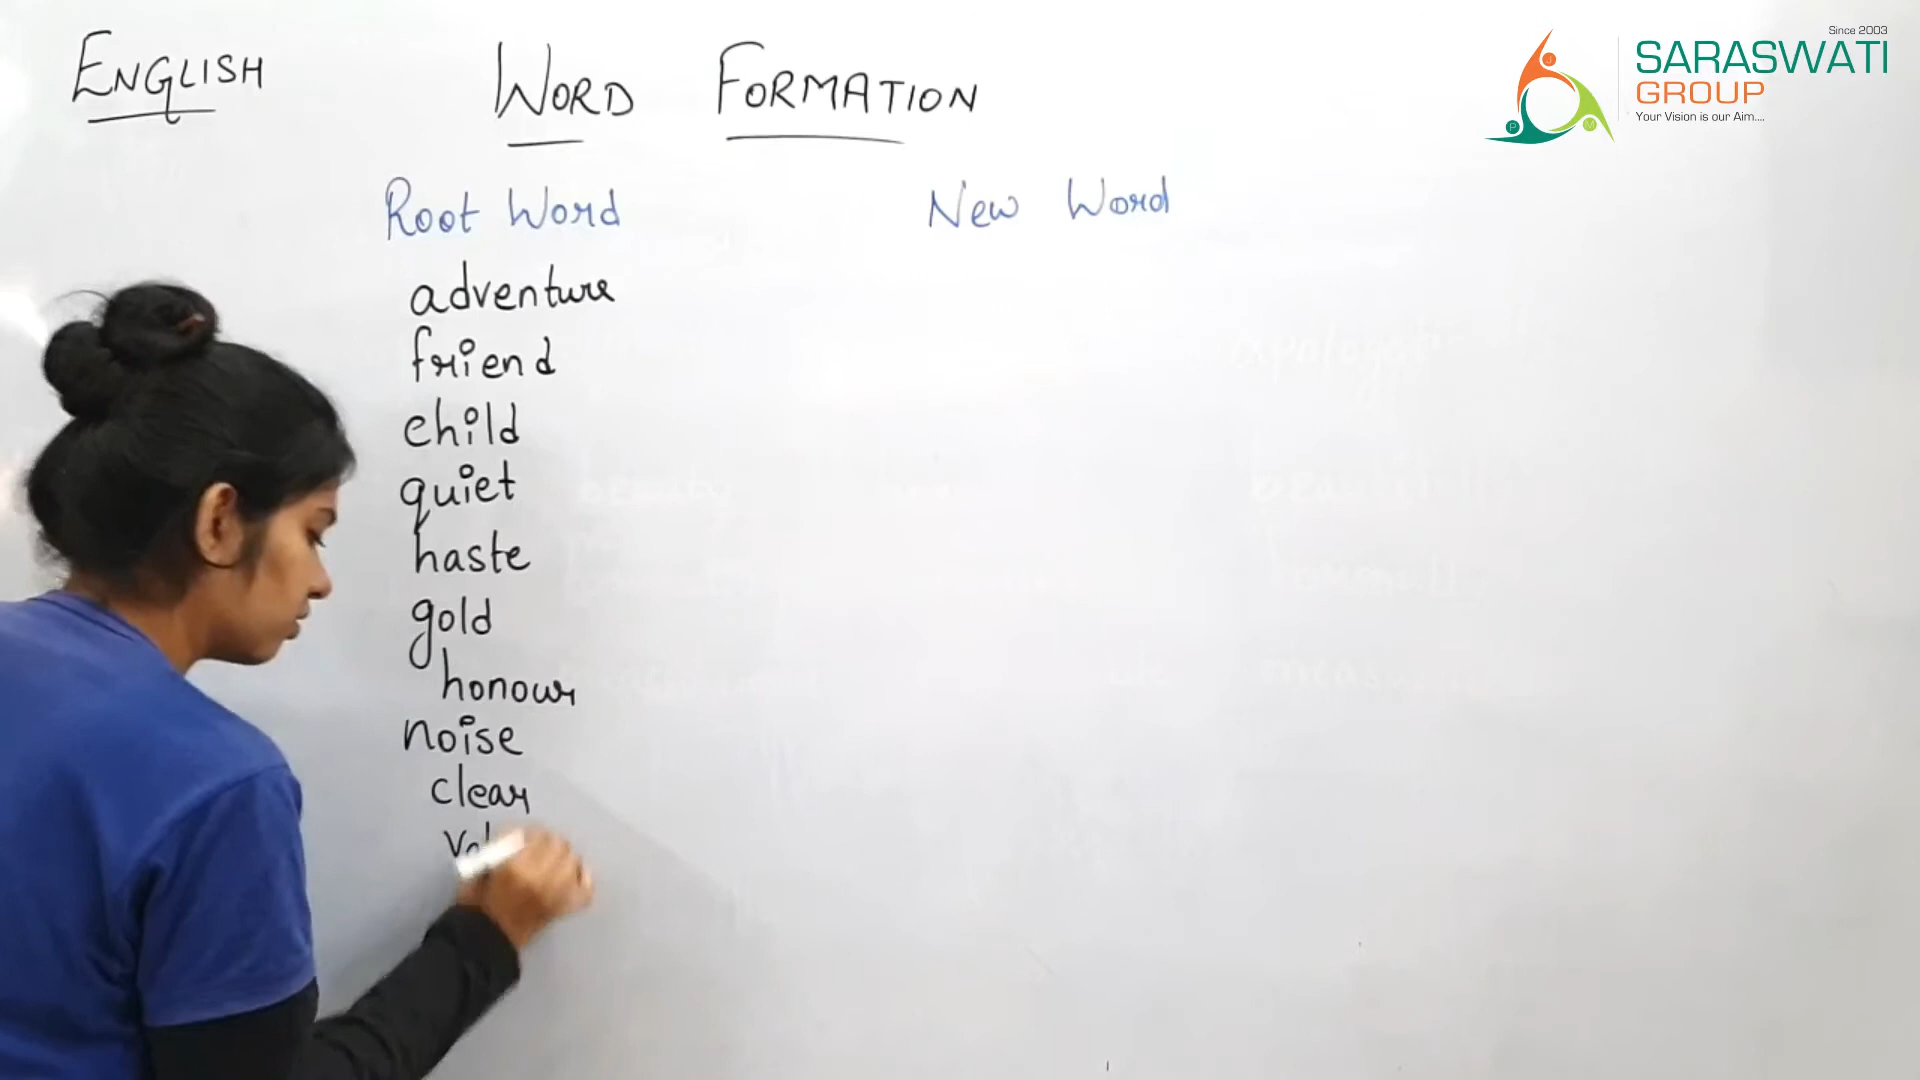 ENGLISH
WORD FORMATION
Since 2003
SARASWATI
GROUP
Your Vision is our Aim....
Root Word
New Word
adventure
friend
child
quiet
haste
gold
honour
noise
clear